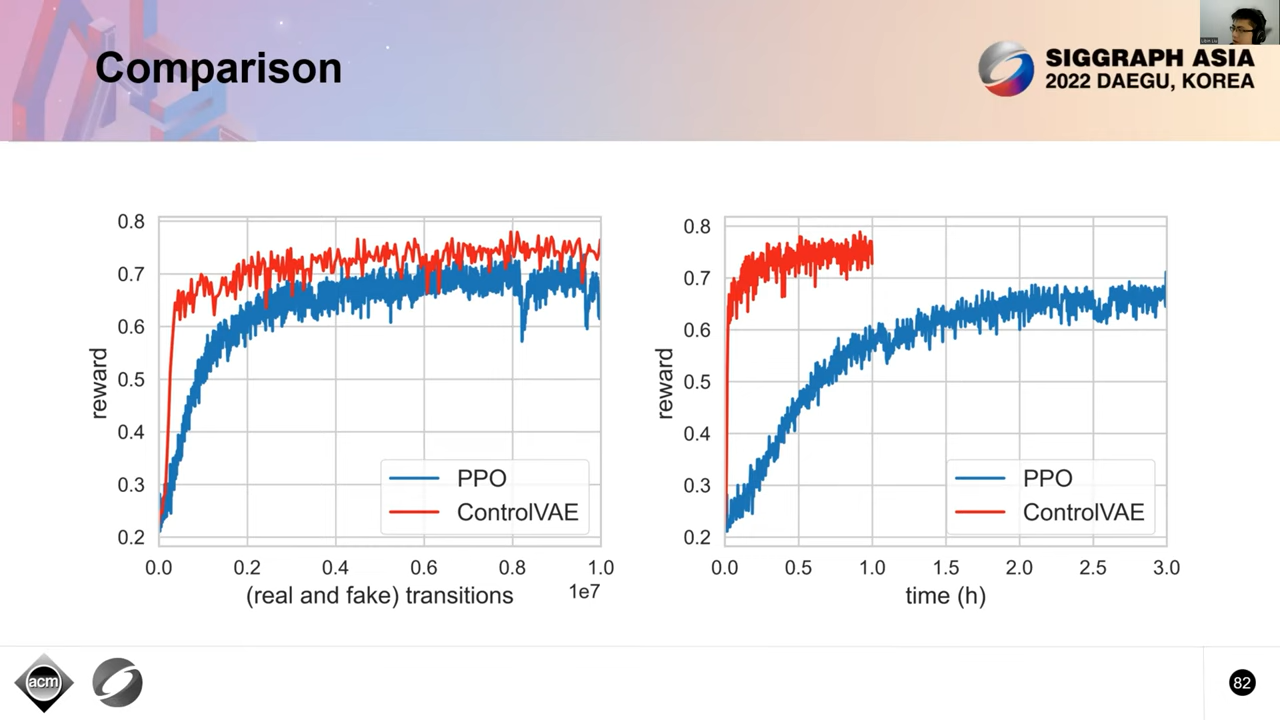 Comparison
SIGGRAPH ASIA
2022 DAEGU, KOREA
0.8
0.7
0.6
0.5
0.4
0.3
0.2
reward
PPO
ControlVAE
0.0 0.2 0.4 0.6 0.8 1.0
1e7
(real and fake) transitions
0.8
0.7
0.6
0.5
0.4
0.3
0.2
reward
PPO
ControlVAE
0.0 0.5 1.0 1.5 2.0 2.5 3.0
time (h)
acm
82